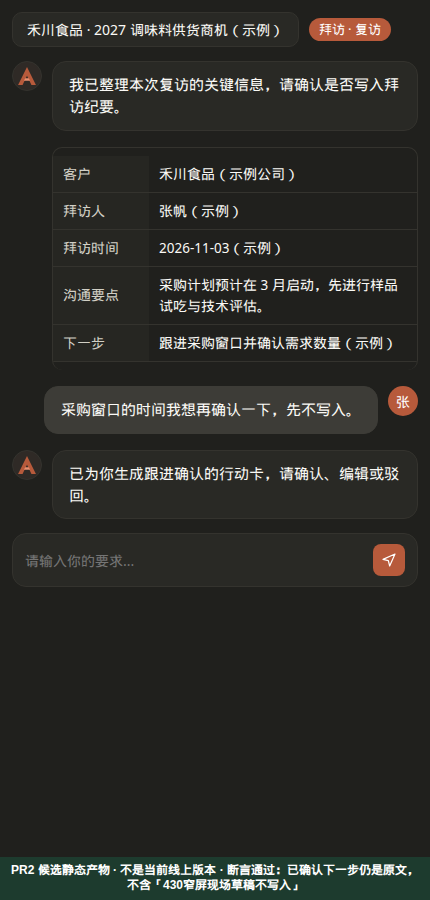 禾川食品 · 2027 调味料供货商机（示例）
拜访 · 复访
我已整理本次复访的关键信息，请确认是否写入拜
访纪要。
客户
禾川食品（示例公司）
拜访人
张帆（示例）
拜访时间
2026-11-03（示例）
沟通要点
采购计划预计在 3 月启动，先进行样品
试吃与技术评估。
下一步
跟进采购窗口并确认需求数量（示例）
采购窗口的时间我想再确认一下，先不写入。
张
已为你生成跟进确认的行动卡，请确认、编辑或驳
回。
请输入你的要求...
PR2 候选静态产物 · 不是当前线上版本 · 断言通过：已确认下一步仍是原文，
不含「430窄屏现场草稿不写入」